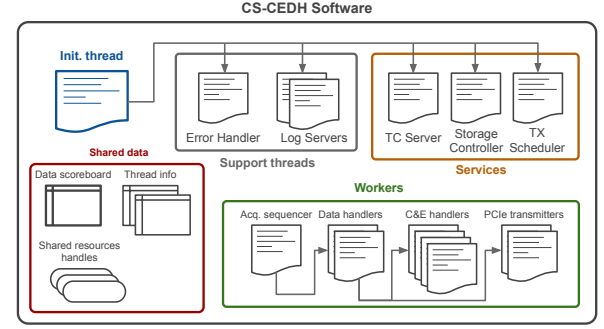 CS-CEDH Software
Init. thread
Error Handler
Log Servers
Support threads
TC Server
Storage
Controller
TX
Scheduler
Services
Shared data
Data scoreboard
Thread info
Shared resources
handles
Workers
Acq. sequencer
Data handlers
C&E handlers
PCIe transmitters